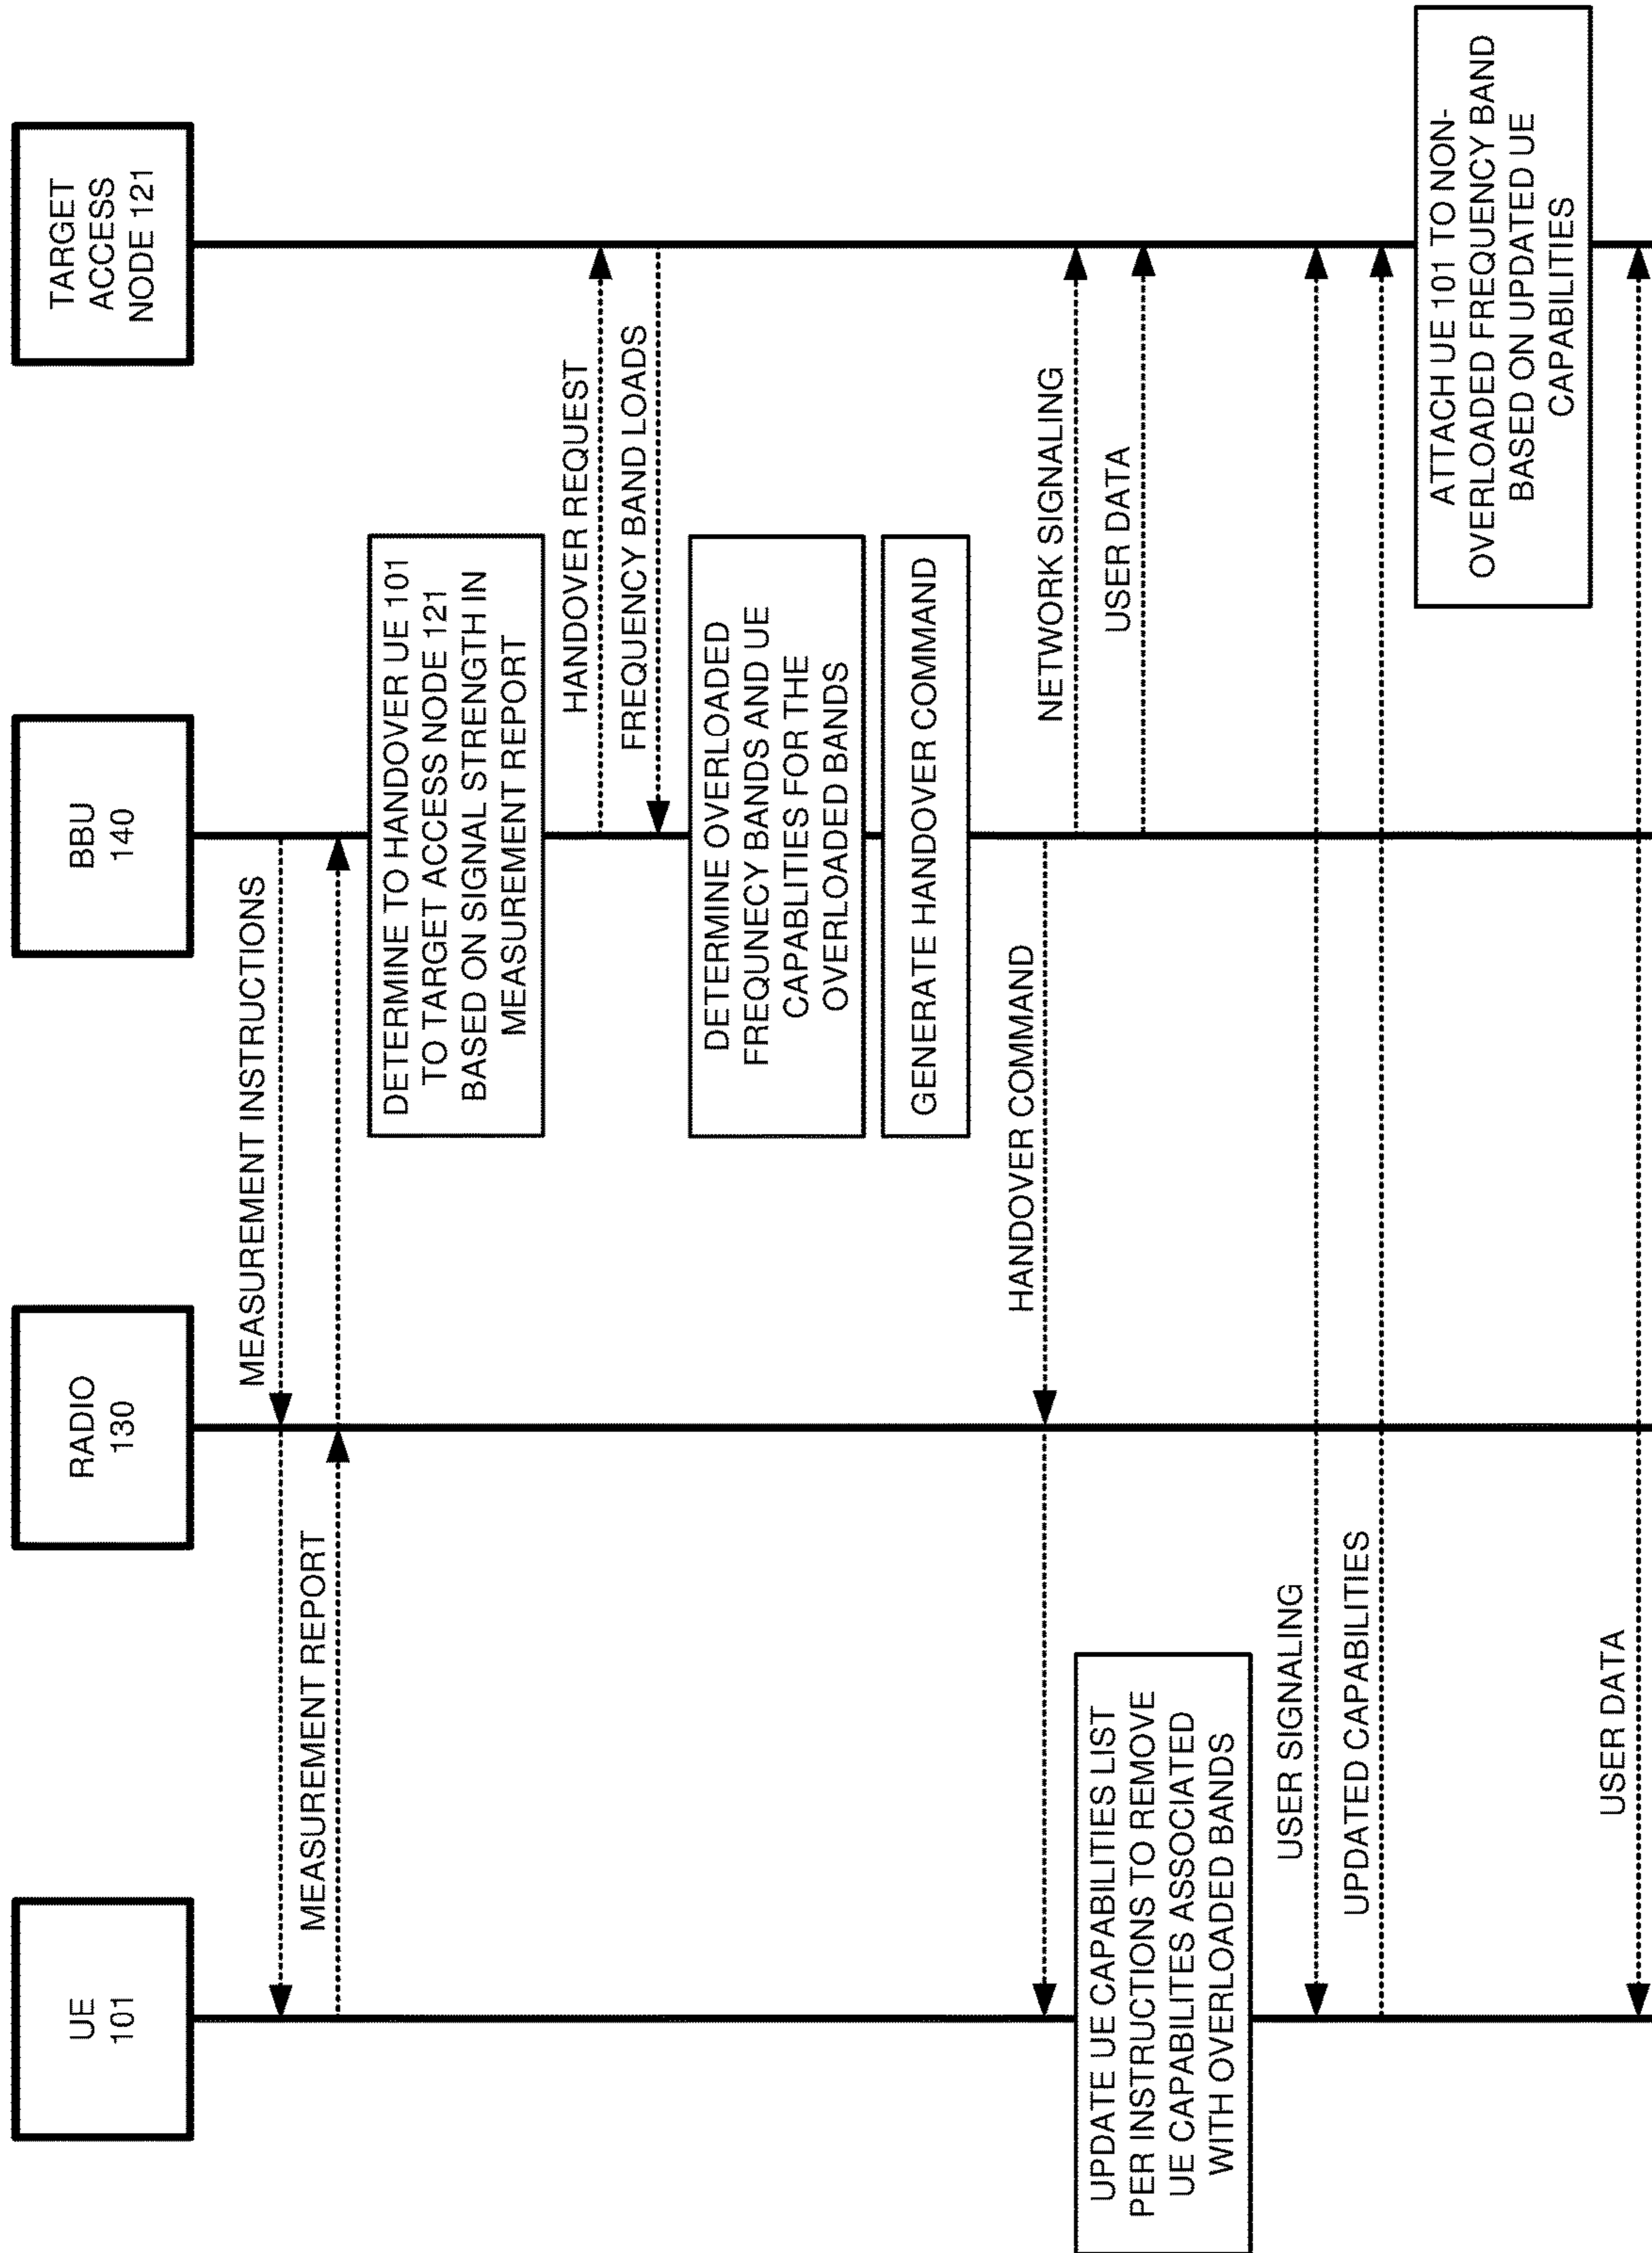 UE
101
RADIO
130
BBU
140
TARGET
ACCESS
NODE 121
MEASUREMENT INSTRUCTIONS
MEASUREMENT REPORT
DETERMINE TO HANDOVER UE 101
TO TARGET ACCESS NODE 121
BASED ON SIGNAL STRENGTH IN
MEASUREMENT REPORT
HANDOVER REQUEST
FREQUENCY BAND LOADS
DETERMINE OVERLOADED
FREQUNECY BANDS AND UE
CAPABLITIES FOR THE
OVERLOADED BANDS
GENERATE HANDOVER COMMAND
HANDOVER COMMAND
NETWORK SIGNALING
USER DATA
UPDATE UE CAPABILITIES LIST
PER INSTRUCTIONS TO REMOVE
UE CAPABILITES ASSOCIATED
WITH OVERLOADED BANDS
USER SIGNALING
UPDATED CAPABILITIES
ATTACH UE 101 TO NON-
OVERLOADED FREQUENCY BAND
BASED ON UPDATED UE
CAPABILITIES
USER DATA